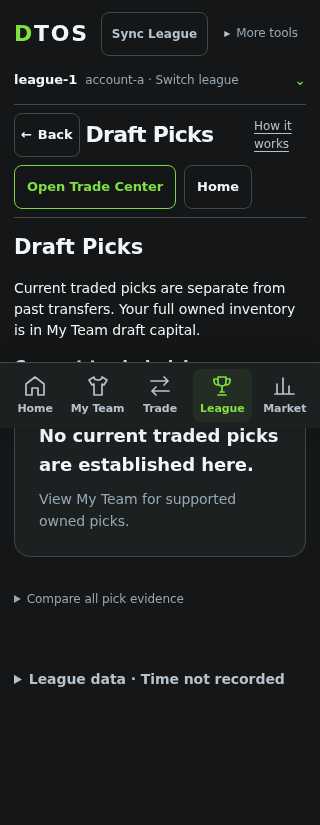 DTOS
Sync League
▸ More tools
league-1 account-a · Switch league
← Back
Draft Picks
How it
works
Open Trade Center
Home
Draft Picks
Current traded picks are separate from
past transfers. Your full owned inventory
is in My Team draft capital.
Home
My Team
Trade
League
Market
No current traded picks
are established here.
View My Team for supported
owned picks.
▸ Compare all pick evidence
▸ League data · Time not recorded